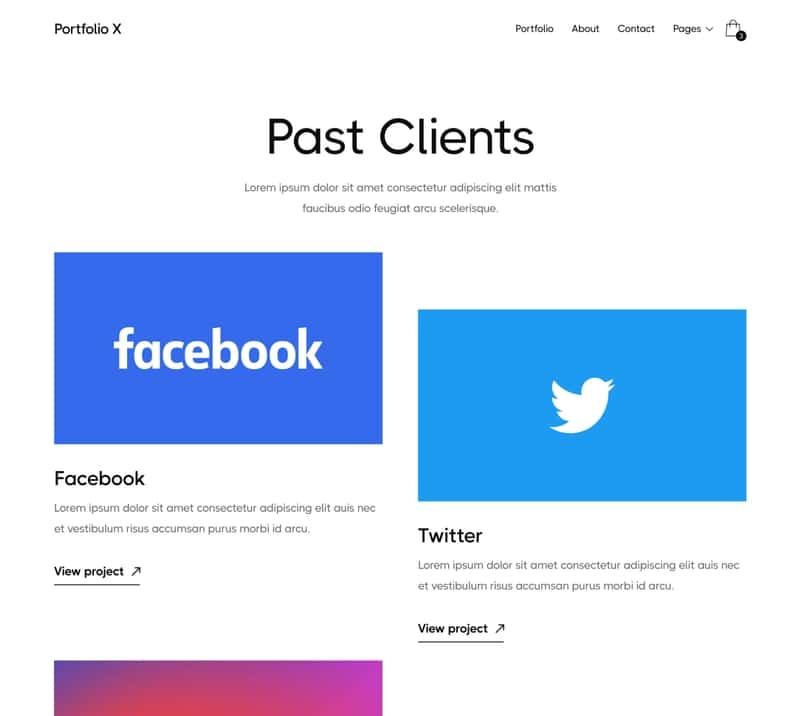 Portfolio X
Portfolio
About
Contact
Pages
Past Clients
Lorem ipsum dolor sit amet consectetur adipiscing elit mattis
faucibus odio feugiat arcu scelerisque.
facebook
Facebook
Lorem ipsum dolor sit amet consectetur adipiscing elit auis nec
et vestibulum risus accumsan purus morbi id arcu.
View project
Twitter
Lorem ipsum dolor sit amet consectetur adipiscing elit auis nec
et vestibulum risus accumsan purus morbi id arcu.
View project